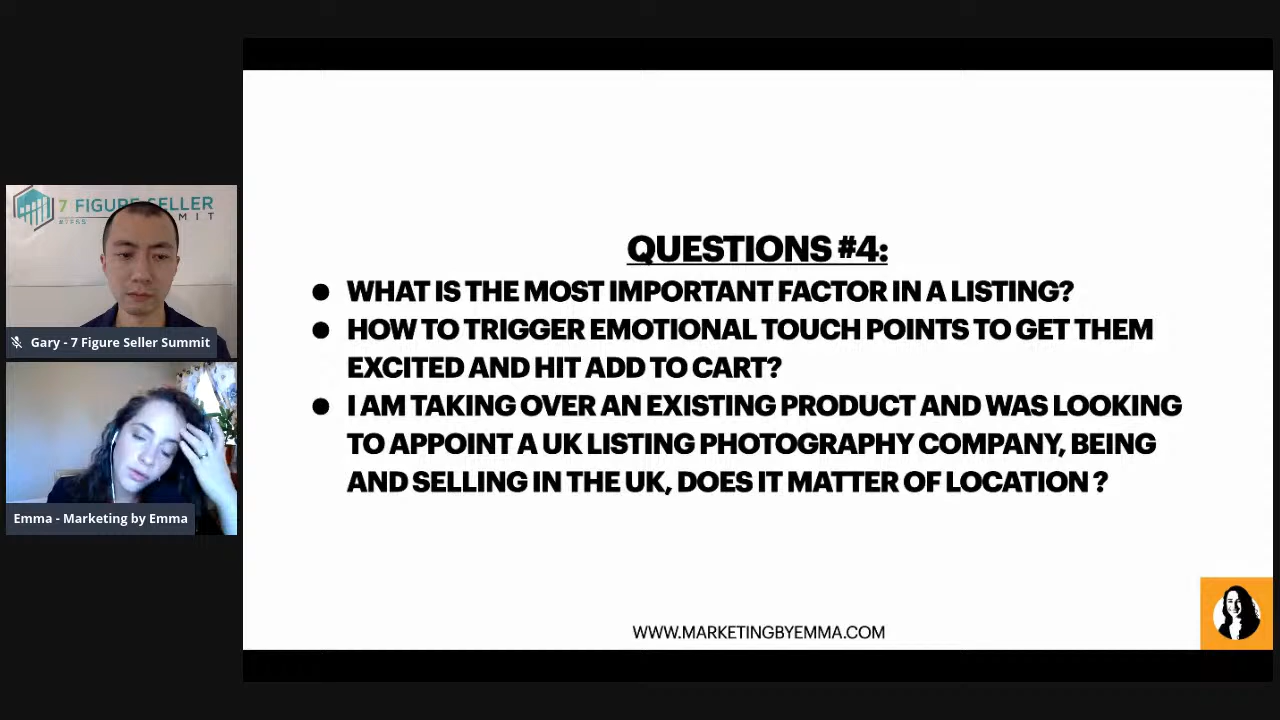 7 FIGURE SELLER
#7FSS
Gary - 7 Figure Seller Summit
Emma - Marketing by Emma
QUESTIONS #4:
● WHAT IS THE MOST IMPORTANT FACTOR IN A LISTING?
● HOW TO TRIGGER EMOTIONAL TOUCH POINTS TO GET THEM
EXCITED AND HIT ADD TO CART?
● I AM TAKING OVER AN EXISTING PRODUCT AND WAS LOOKING
TO APPOINT A UK LISTING PHOTOGRAPHY COMPANY, BEING
AND SELLING IN THE UK, DOES IT MATTER OF LOCATION ?
WWW.MARKETINGBYEMMA.COM